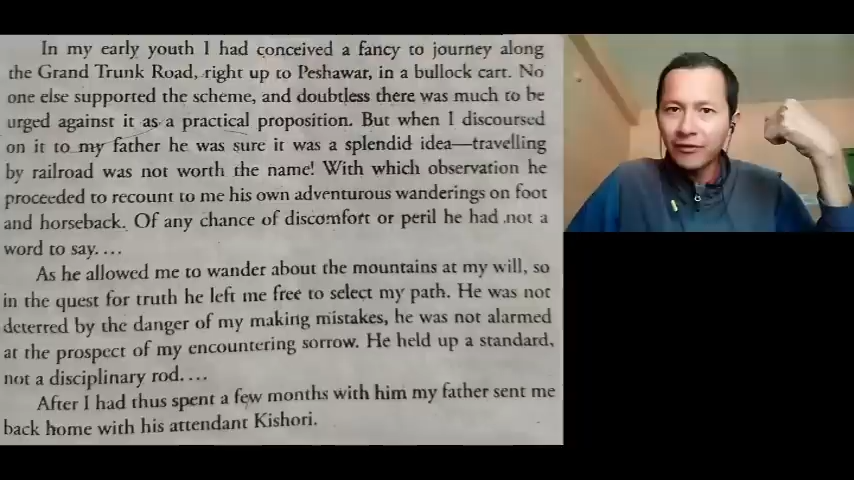 In my early youth I had conceived a fancy to journey along
the Grand Trunk Road, right up to Peshawar, in a bullock cart. No
one else supported the scheme, and doubtless there was much to be
urged against it as a practical proposition. But when I discoursed
on it to my father he was sure it was a splendid idea—travelling
by railroad was not worth the name! With which observation he
proceeded to recount to me his own adventurous wanderings on foot
and horseback. Of any chance of discomfort or peril he had not a
word to say....
As he allowed me to wander about the mountains at my will, so
in the quest for truth he left me free to select my path. He was not
deterred by the danger of my making mistakes, he was not alarmed
at the prospect of my encountering sorrow. He held up a standard,
not a disciplinary rod....
After I had thus spent a few months with him my father sent me
back home with his attendant Kishori.